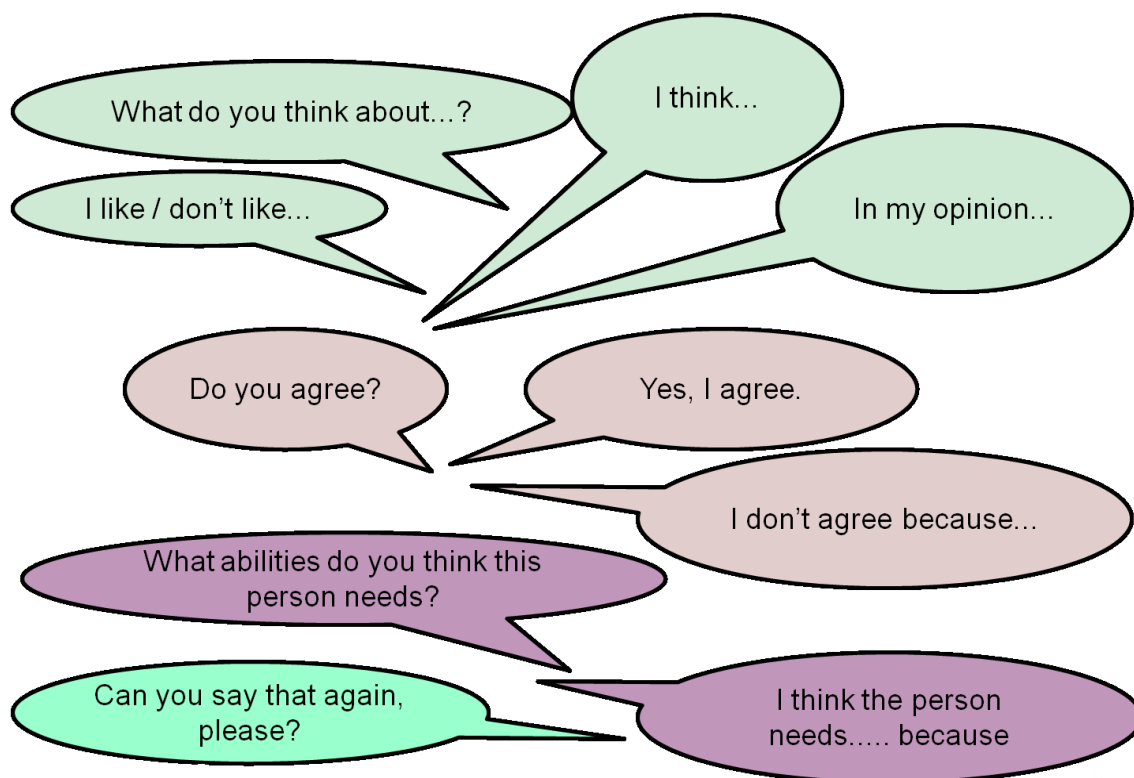 What do you think about...?
I think...
I like / don't like...
In my opinion...
Do you agree?
Yes, I agree.
I don't agree because...
What abilities do you think this
person needs?
Can you say that again,
please?
I think the person
needs..... because